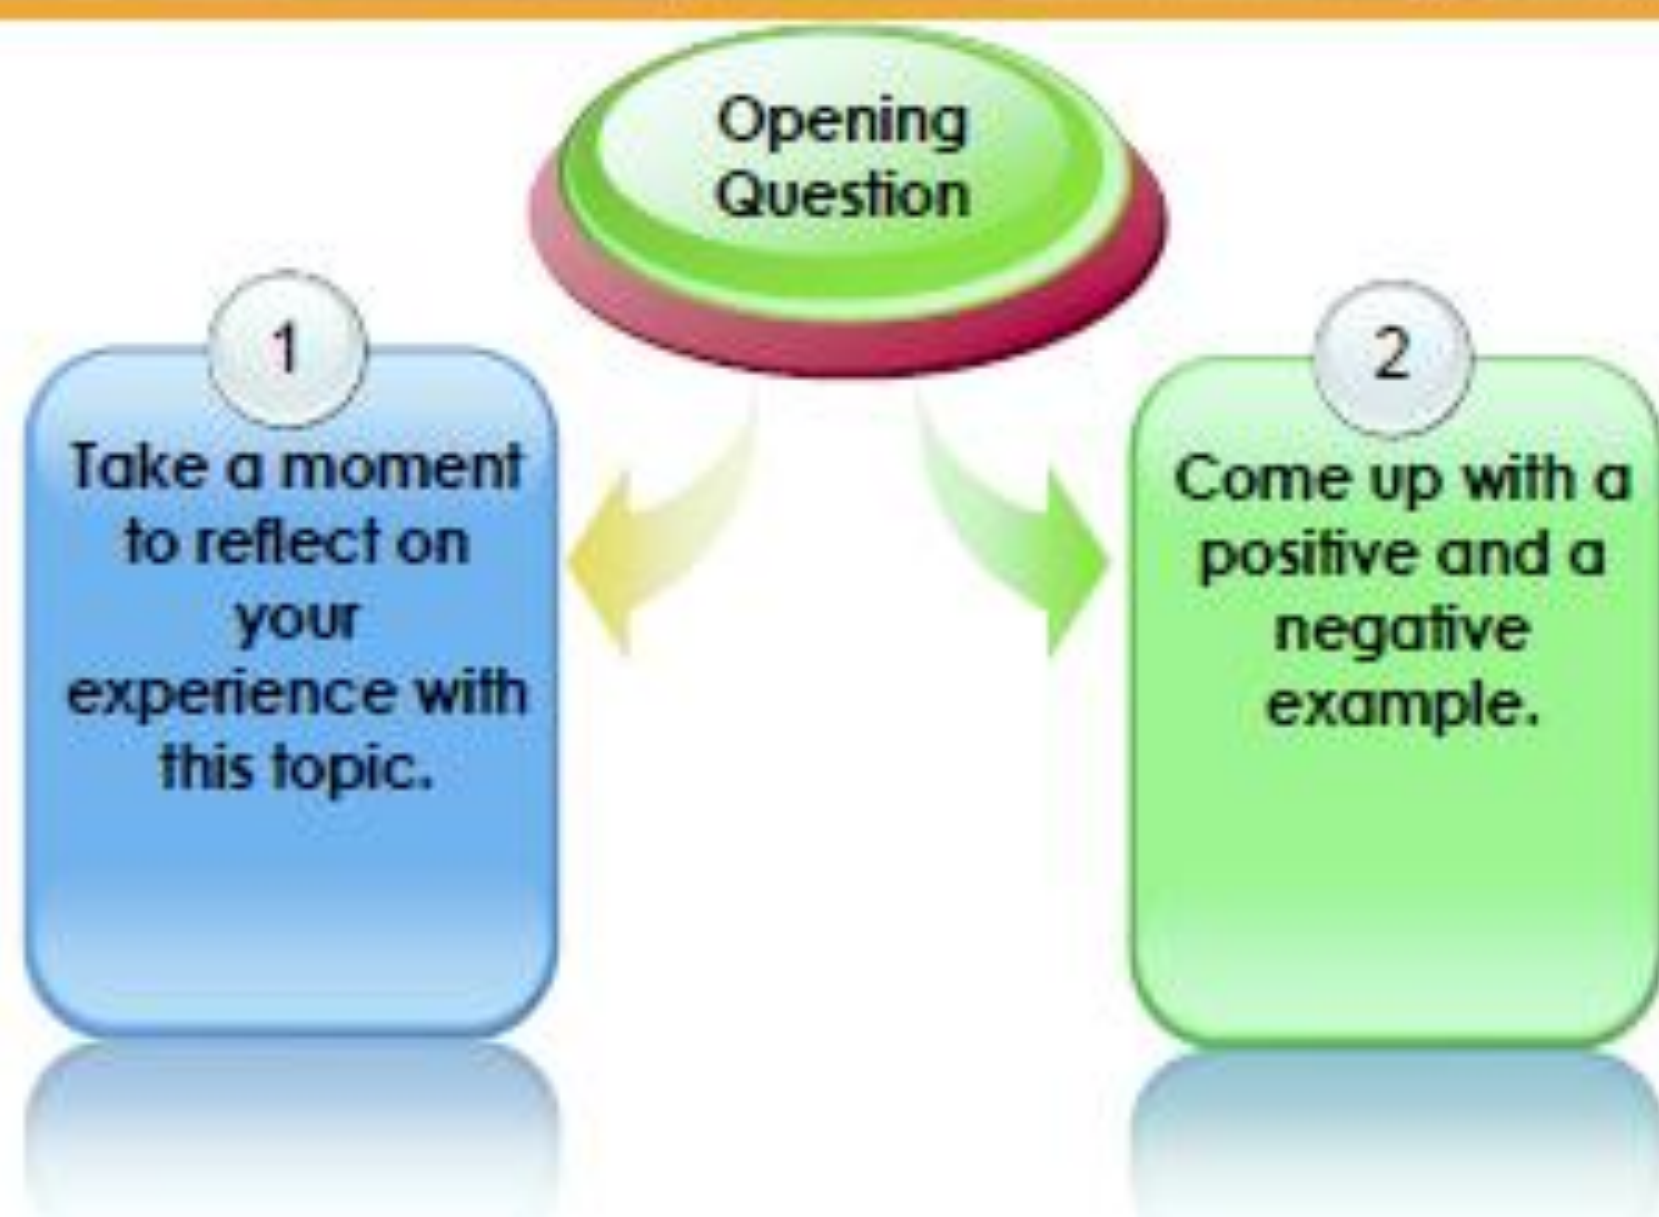 Opening
Question
1
Take a moment
to reflect on
your
experience with
this topic.
2
Come up with a
positive and a
negative
example.